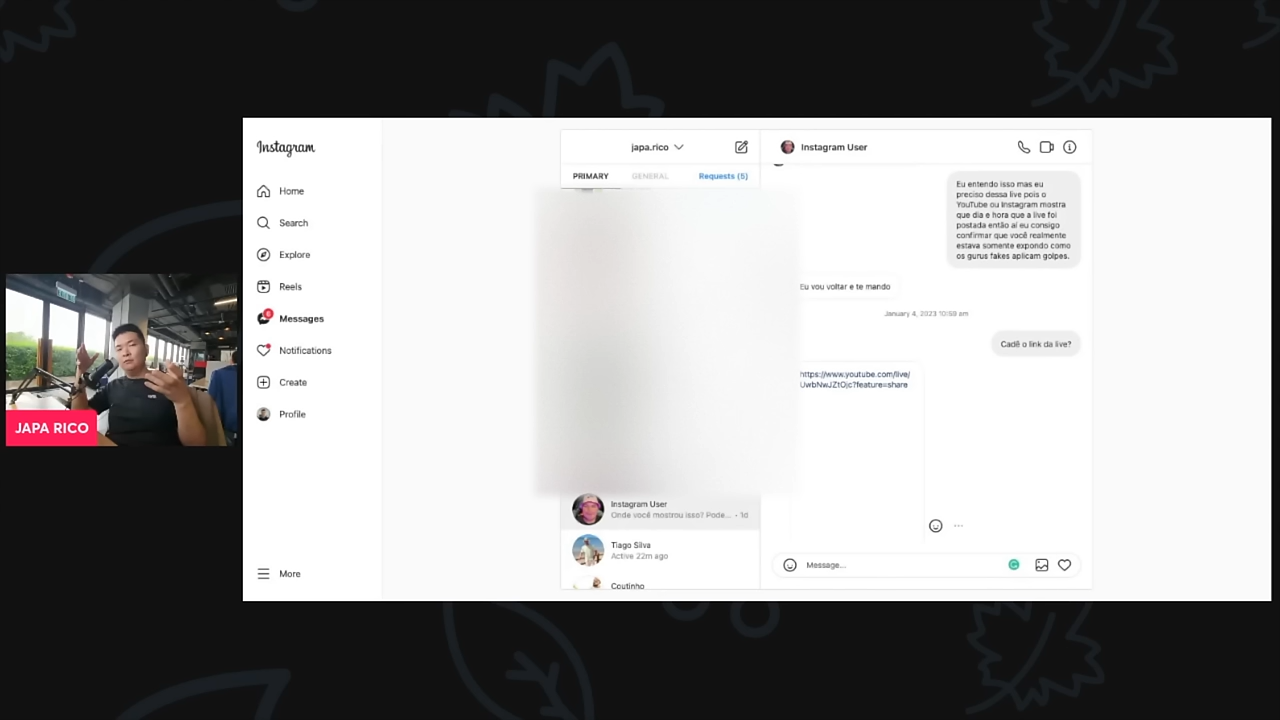 Instagram
Home
Search
Explore
Reels
6
Messages
Notifications
Create
Profile
More
JAPA RICO
japa.rico
PRIMARY
GENERAL
Requests (5)
Instagram User
Onde você mostrou isso? Pode... · 1d
Tiago Silva
Active 22m ago
Coutinho
Instagram User
Eu entendo isso mas eu
preciso dessa live pois o
YouTube ou Instagram mostra
que dia e hora que a live foi
postada então aí eu consigo
confirmar que você realmente
estava somente expondo como
os gurus fakes aplicam golpes.
Eu vou voltar e te mando
January 4, 2023 10:59 am
Cadê o link da live?
https://www.youtube.com/live/
UwbNwJZtOjc?feature=share
Message...